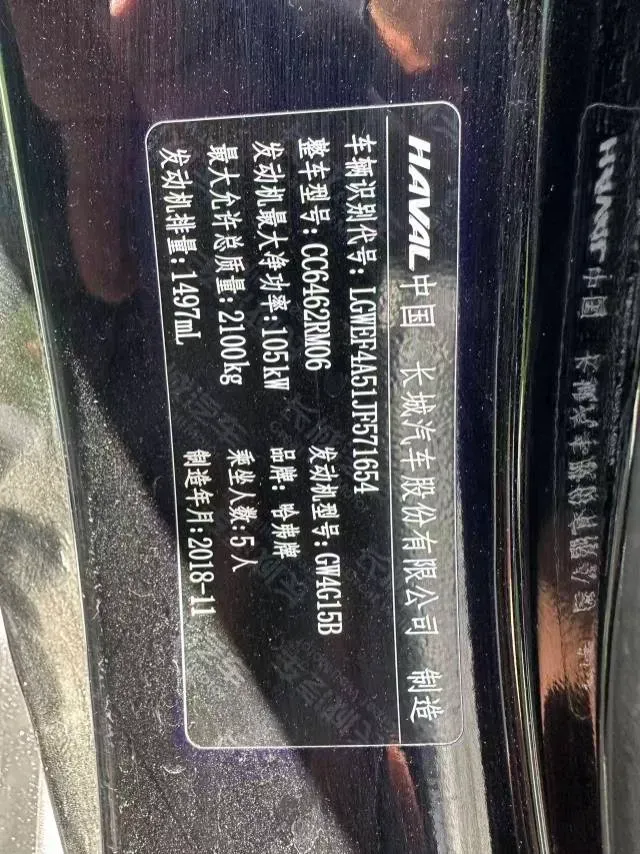 HAVAL 中国 长城汽车股份有限公司 制造
车辆识别代号:LGWEF4A51JF571654
整车型号:CC6462RM06 发动机型号:GW4G15B
发动机最大净功率:105kW 品牌:哈弗牌
最大允许总质量:2100kg 乘坐人数:5人
发动机排量:1497mL 制造年月:2018-11